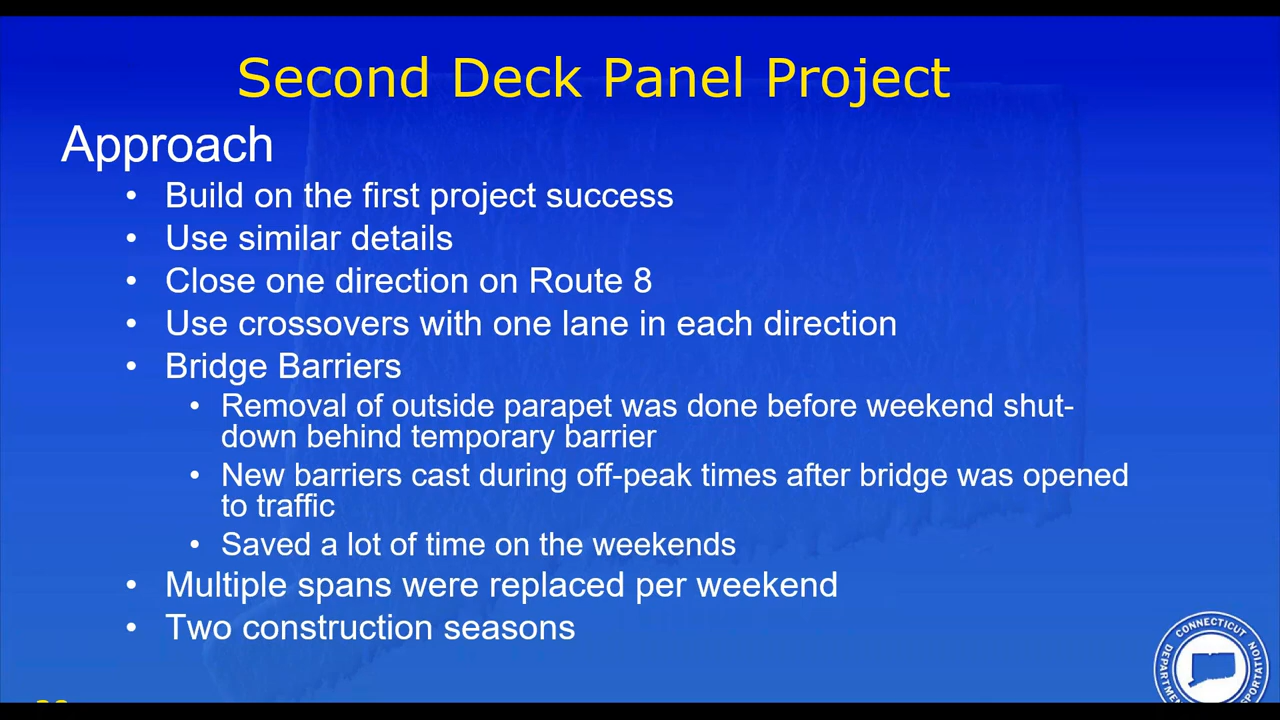 Second Deck Panel Project
Approach
• Build on the first project success
• Use similar details
• Close one direction on Route 8
• Use crossovers with one lane in each direction
• Bridge Barriers
• Removal of outside parapet was done before weekend shut-
down behind temporary barrier
• New barriers cast during off-peak times after bridge was opened
to traffic
• Saved a lot of time on the weekends
• Multiple spans were replaced per weekend
• Two construction seasons
CONNECTICUT